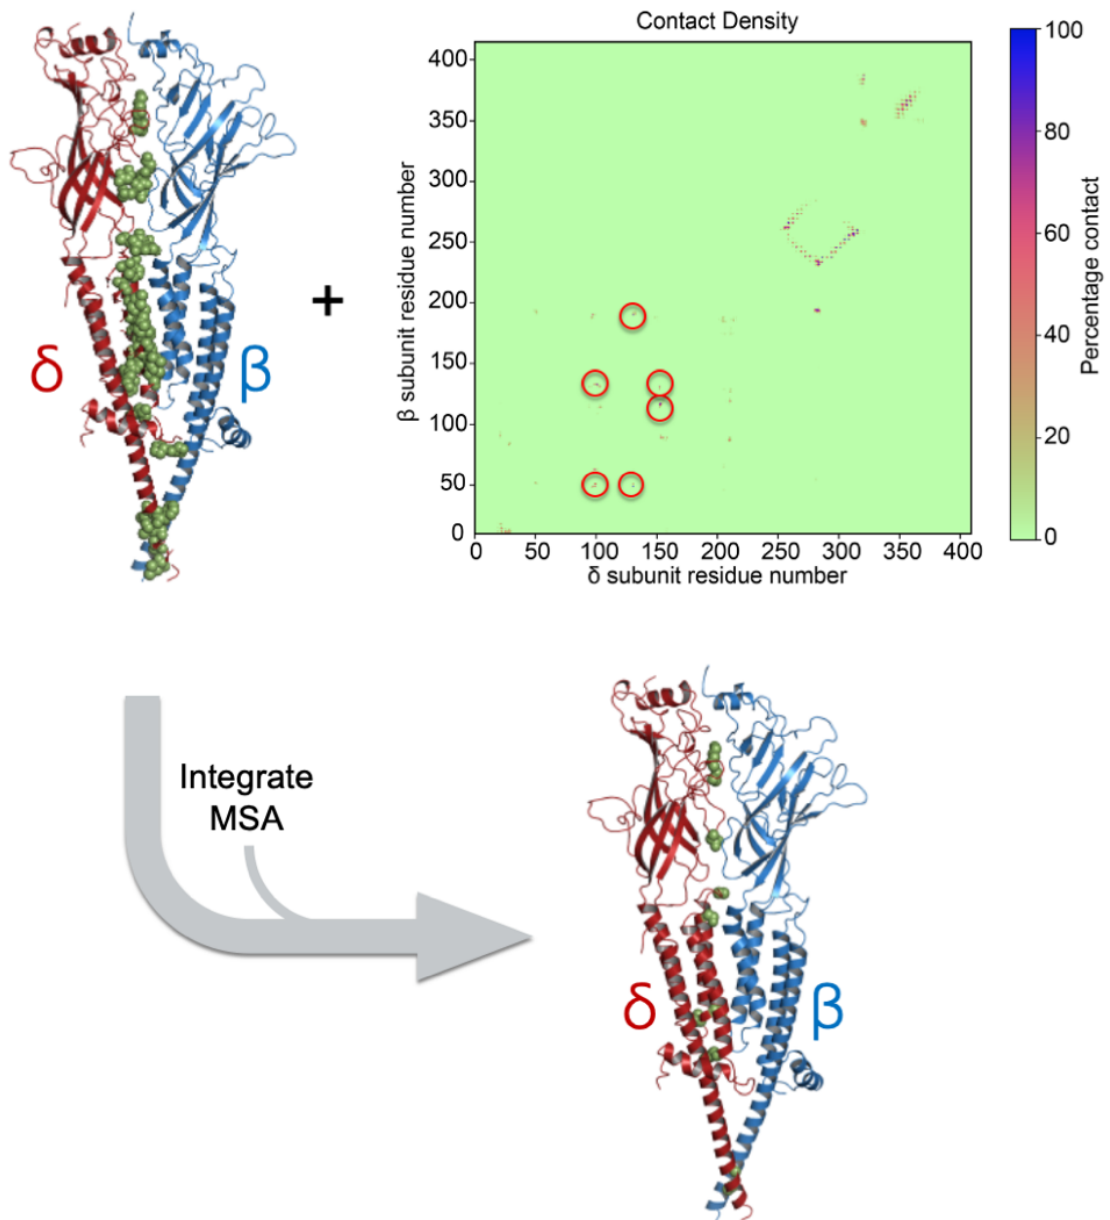 Contact Density
400
350
300
250
200
150
100
50
0
β subunit residue number
0 50 100 150 200 250 300 350 400
δ subunit residue number
100
80
60
40
20
0
Percentage contact
δ
β
+
Integrate
MSA
δ
β